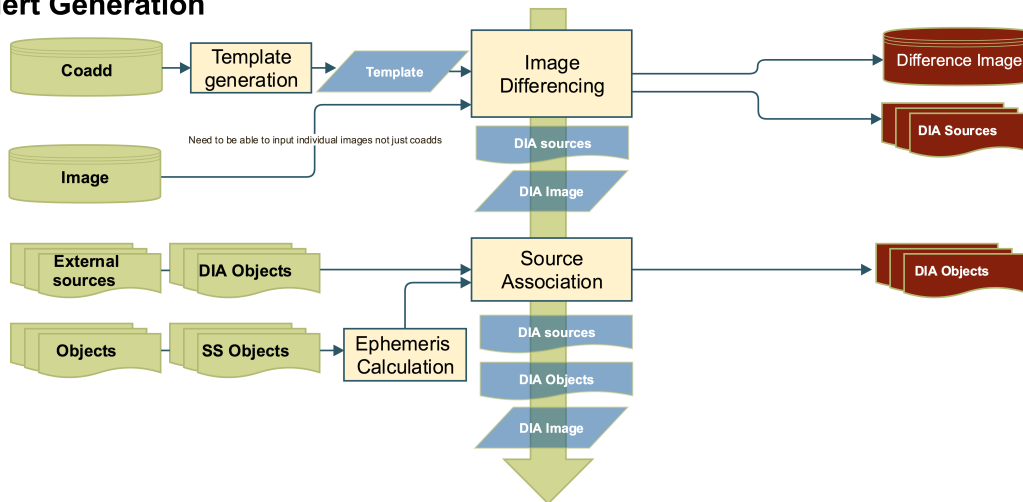 ert Generation
Coadd
Template
generation
Template
Image
Differencing
Difference Image
Need to be able to input individual images not just coadds
DIA sources
DIA Sources
Image
DIA Image
External
sources
DIA Objects
Source
Association
DIA Objects
Objects
SS Objects
Ephemeris
Calculation
DIA sources
DIA Objects
DIA Image